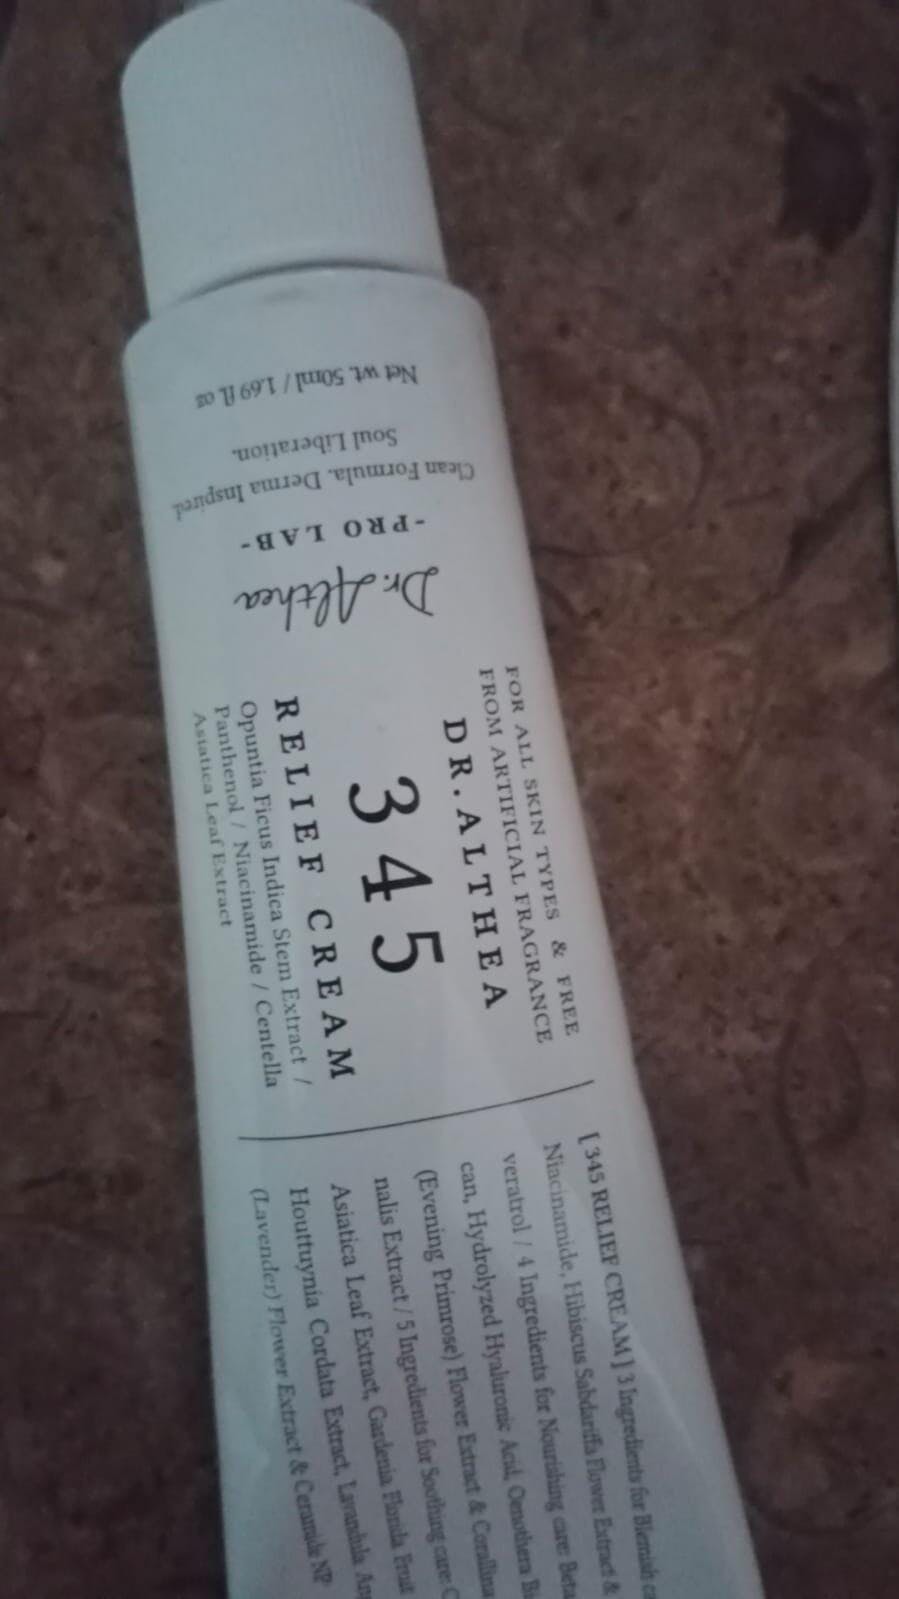 Net wt. 50ml / 1.69 fl oz
Soul Liberation.
Clean Formula. Derma Inspired.
-PRO LAB-
Dr. Althea
FOR ALL SKIN TYPES & FREE
FROM ARTIFICIAL FRAGRANCE
DR.ALTHEA
345
RELIEF CREAM
Opuntia Ficus Indica Stem Extract /
Panthenol / Niacinamide / Centella
Asiatica Leaf Extract
[ 345 RELIEF CREAM ] 3 Ingredients for Blemish
Niacinamide, Hibiscus Sabdariffa Flower Extract &
veratrol / 4 Ingredients for Nourishing care:
can, Hydrolyzed Hyaluronic Acid, Oenothera
(Evening Primrose) Flower Extract & Corallina
nalis Extract / 5 Ingredients for Soothing care:
Asiatica Leaf Extract, Gardenia Florida Fruit
Houttuynia Cordata Extract, Lavandula
(Lavender) Flower Extract & Ceramide NP